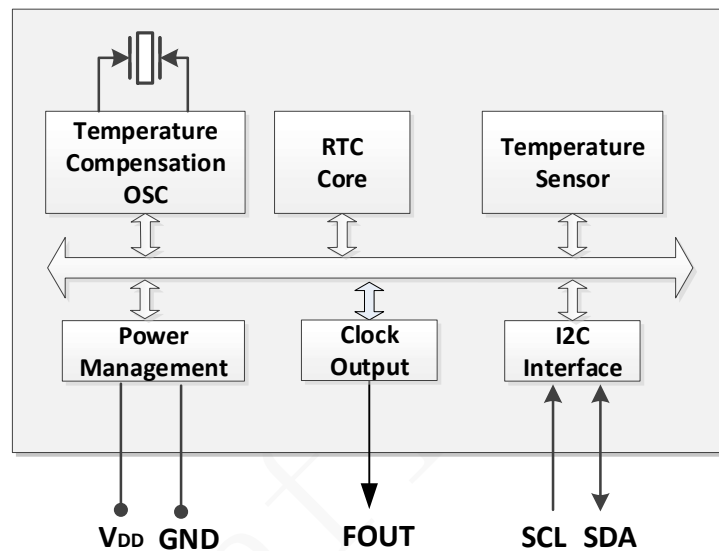 Temperature
Compensation
OSC
RTC
Core
Temperature
Sensor
Power
Management
Clock
Output
I2C
Interface
VDD GND FOUT SCL SDA